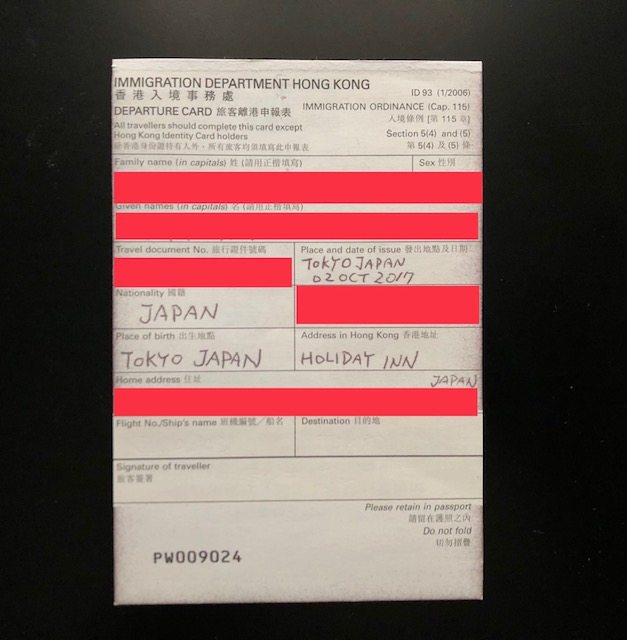 IMMIGRATION DEPARTMENT HONG KONG
香港入境事務處
ID 93 (1/2006)
DEPARTURE CARD 旅客離港申報表
IMMIGRATION ORDINANCE (Cap. 115)
入境條例 [第 115 章]
All travellers should complete this card except
Hong Kong Identity Card holders
Section 5(4) and (5)
第 5(4) 及 (5) 條
除香港身份證持有人外，所有旅客均須填寫此申報表
Family name (in capitals) 姓 (請用正楷填寫)
Sex 性別
Given names (in capitals) 名 (請用正楷填寫)
Travel document No. 旅行證件號碼
Place and date of issue 發出地點及日期
TOKYO JAPAN
02 OCT 2017
Nationality 國籍
JAPAN
Place of birth 出生地點
Address in Hong Kong 香港地址
TOKYO JAPAN
HOLIDAY INN
Home address 住址
JAPAN
Flight No./Ship's name 班機編號／船名
Destination 目的地
Signature of traveller
旅客簽署
Please retain in passport
請留在護照之內
Do not fold
切勿摺疊
PW009024